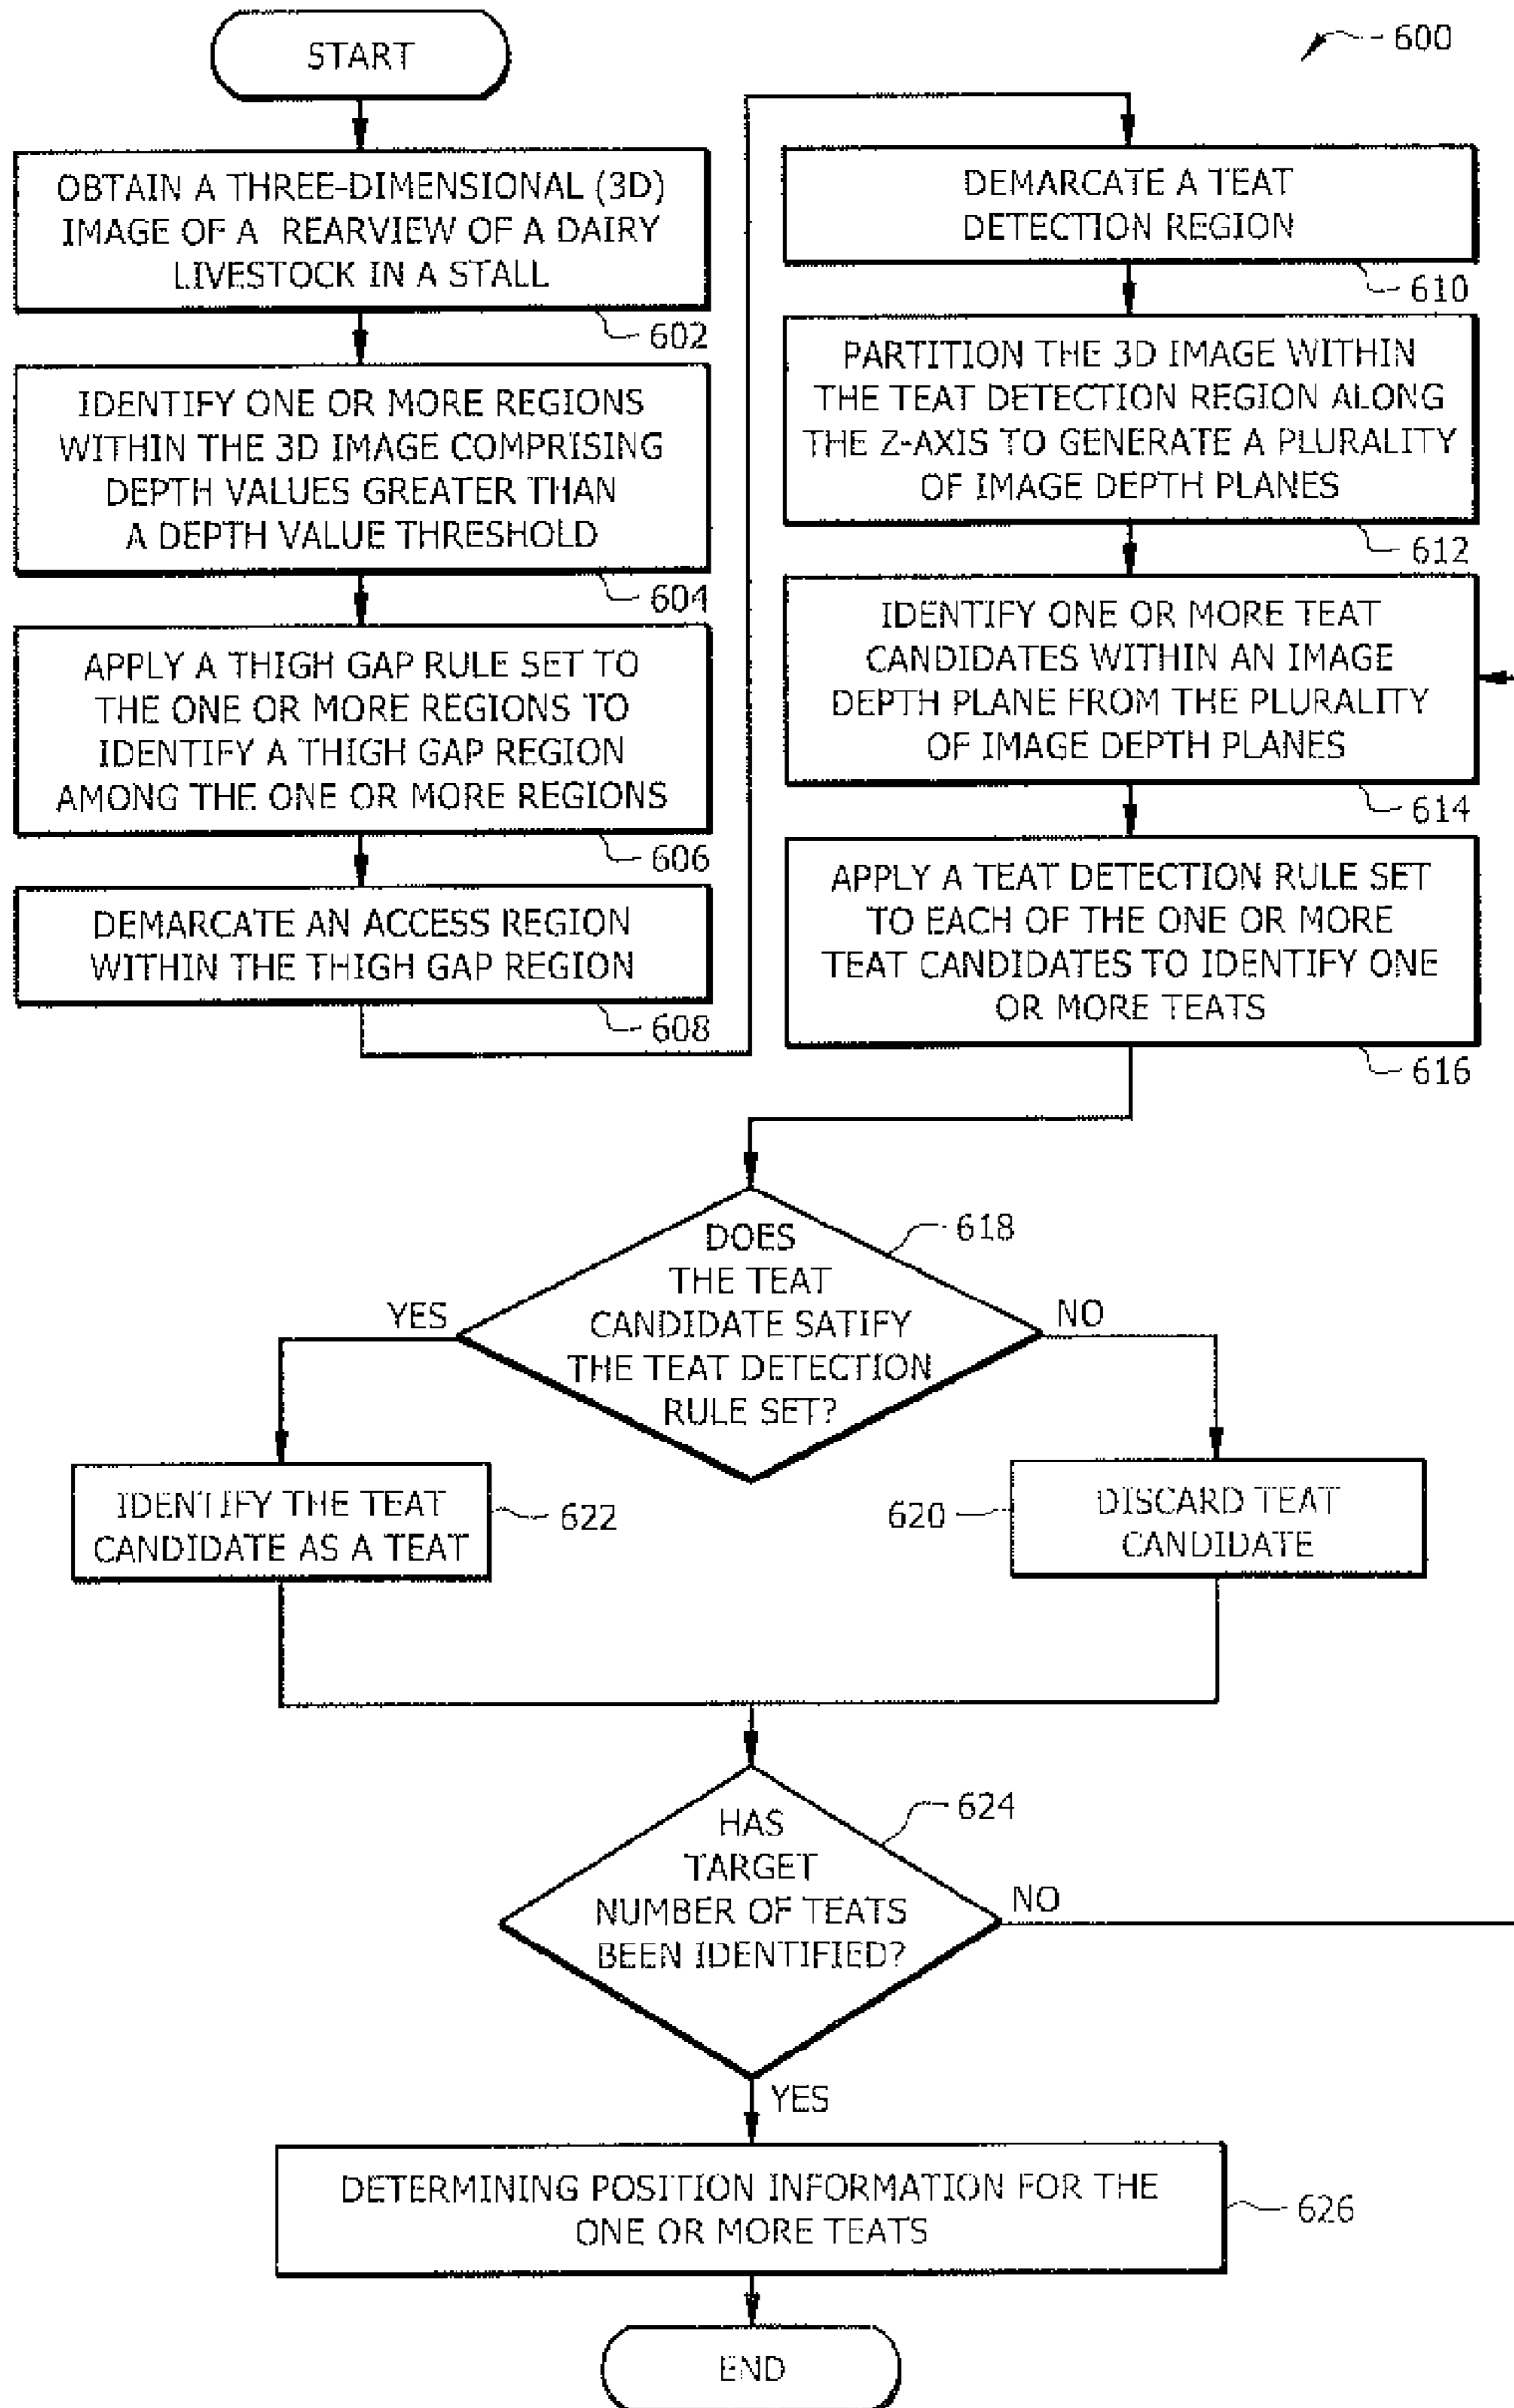 START
600
OBTAIN A THREE-DIMENSIONAL (3D)
IMAGE OF A REARVIEW OF A DAIRY
LIVESTOCK IN A STALL
602
IDENTIFY ONE OR MORE REGIONS
WITHIN THE 3D IMAGE COMPRISING
DEPTH VALUES GREATER THAN
A DEPTH VALUE THRESHOLD
604
APPLY A THIGH GAP RULE SET TO
THE ONE OR MORE REGIONS TO
IDENTIFY A THIGH GAP REGION
AMONG THE ONE OR MORE REGIONS
606
DEMARCATE AN ACCESS REGION
WITHIN THE THIGH GAP REGION
608
DEMARCATE A TEAT
DETECTION REGION
610
PARTITION THE 3D IMAGE WITHIN
THE TEAT DETECTION REGION ALONG
THE Z-AXIS TO GENERATE A PLURALITY
OF IMAGE DEPTH PLANES
612
IDENTIFY ONE OR MORE TEAT
CANDIDATES WITHIN AN IMAGE
DEPTH PLANE FROM THE PLURALITY
OF IMAGE DEPTH PLANES
614
APPLY A TEAT DETECTION RULE SET
TO EACH OF THE ONE OR MORE
TEAT CANDIDATES TO IDENTIFY ONE
OR MORE TEATS
616
DOES
THE TEAT
CANDIDATE SATIFY
THE TEAT DETECTION
RULE SET?
618
YES
NO
IDENTIFY THE TEAT
CANDIDATE AS A TEAT
622
620
DISCARD TEAT
CANDIDATE
HAS
TARGET
NUMBER OF TEATS
BEEN IDENTIFIED?
624
NO
YES
DETERMINING POSITION INFORMATION FOR THE
ONE OR MORE TEATS
626
END